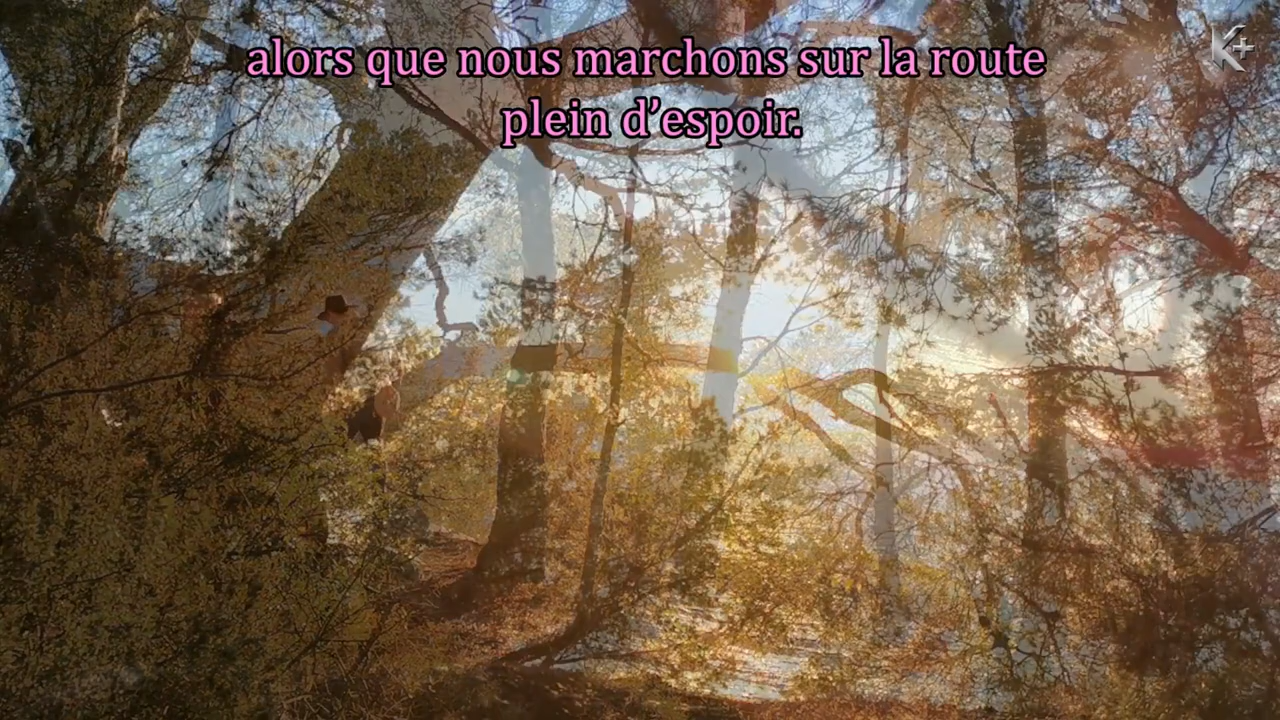 alors que nous marchons sur la route
plein d’espoir.
K+